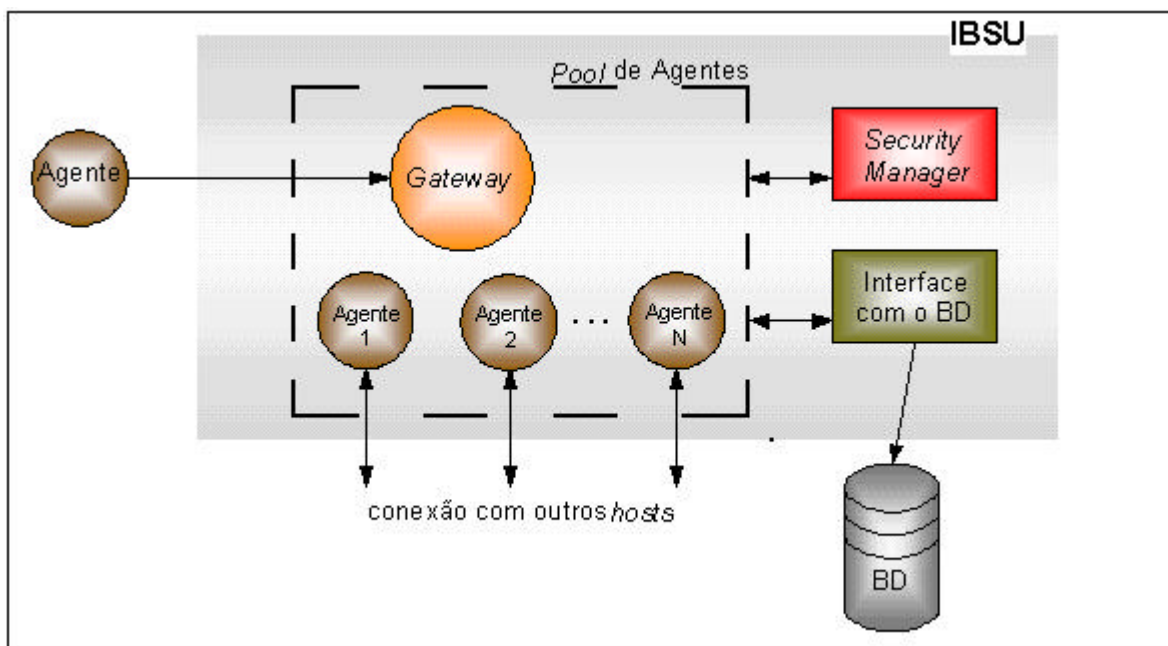 IBSU
Pool de Agentes
Agente
Gateway
Security
Manager
Interface
com o BD
Agente
1
Agente
2
...
Agente
N
conexão com outros hosts
BD